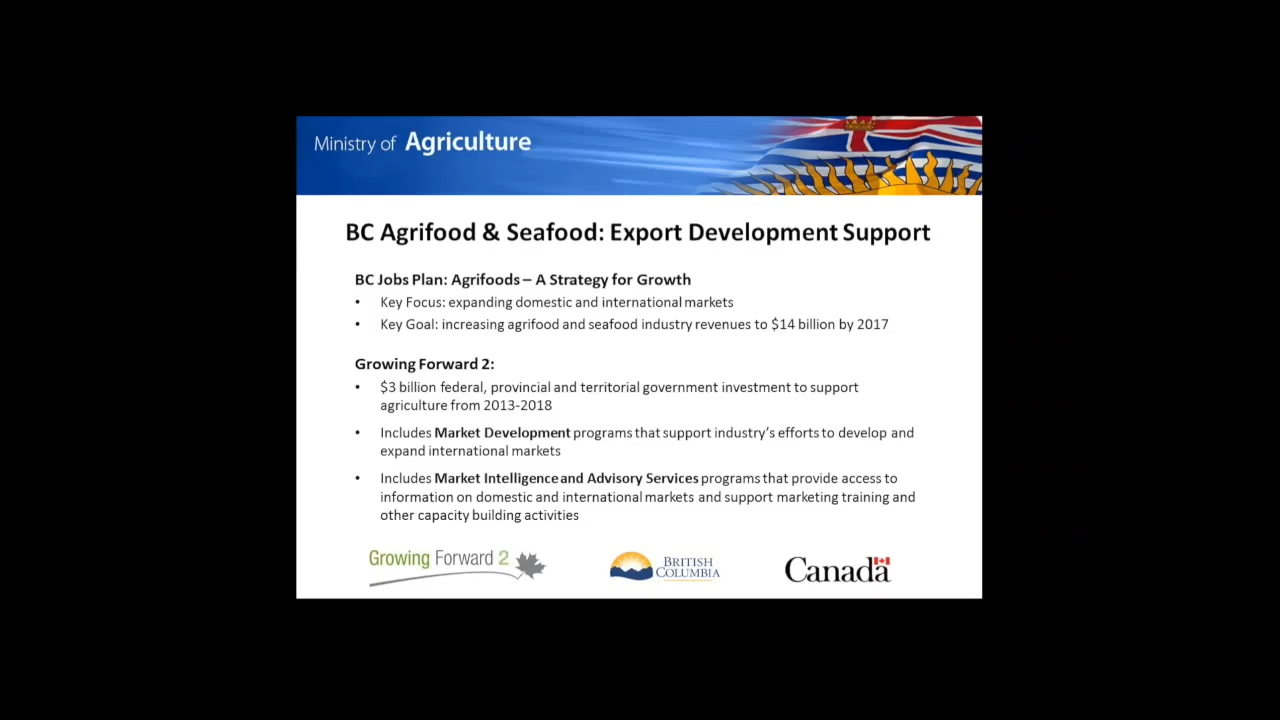 Ministry of Agriculture
BC Agrifood & Seafood: Export Development Support
BC Jobs Plan: Agrifoods – A Strategy for Growth
• Key Focus: expanding domestic and international markets
• Key Goal: increasing agrifood and seafood industry revenues to $14 billion by 2017
Growing Forward 2:
• $3 billion federal, provincial and territorial government investment to support
agriculture from 2013-2018
• Includes Market Development programs that support industry's efforts to develop and
expand international markets
• Includes Market Intelligence and Advisory Services programs that provide access to
information on domestic and international markets and support marketing training and
other capacity building activities
Growing Forward 2
BRITISH
COLUMBIA
Canada